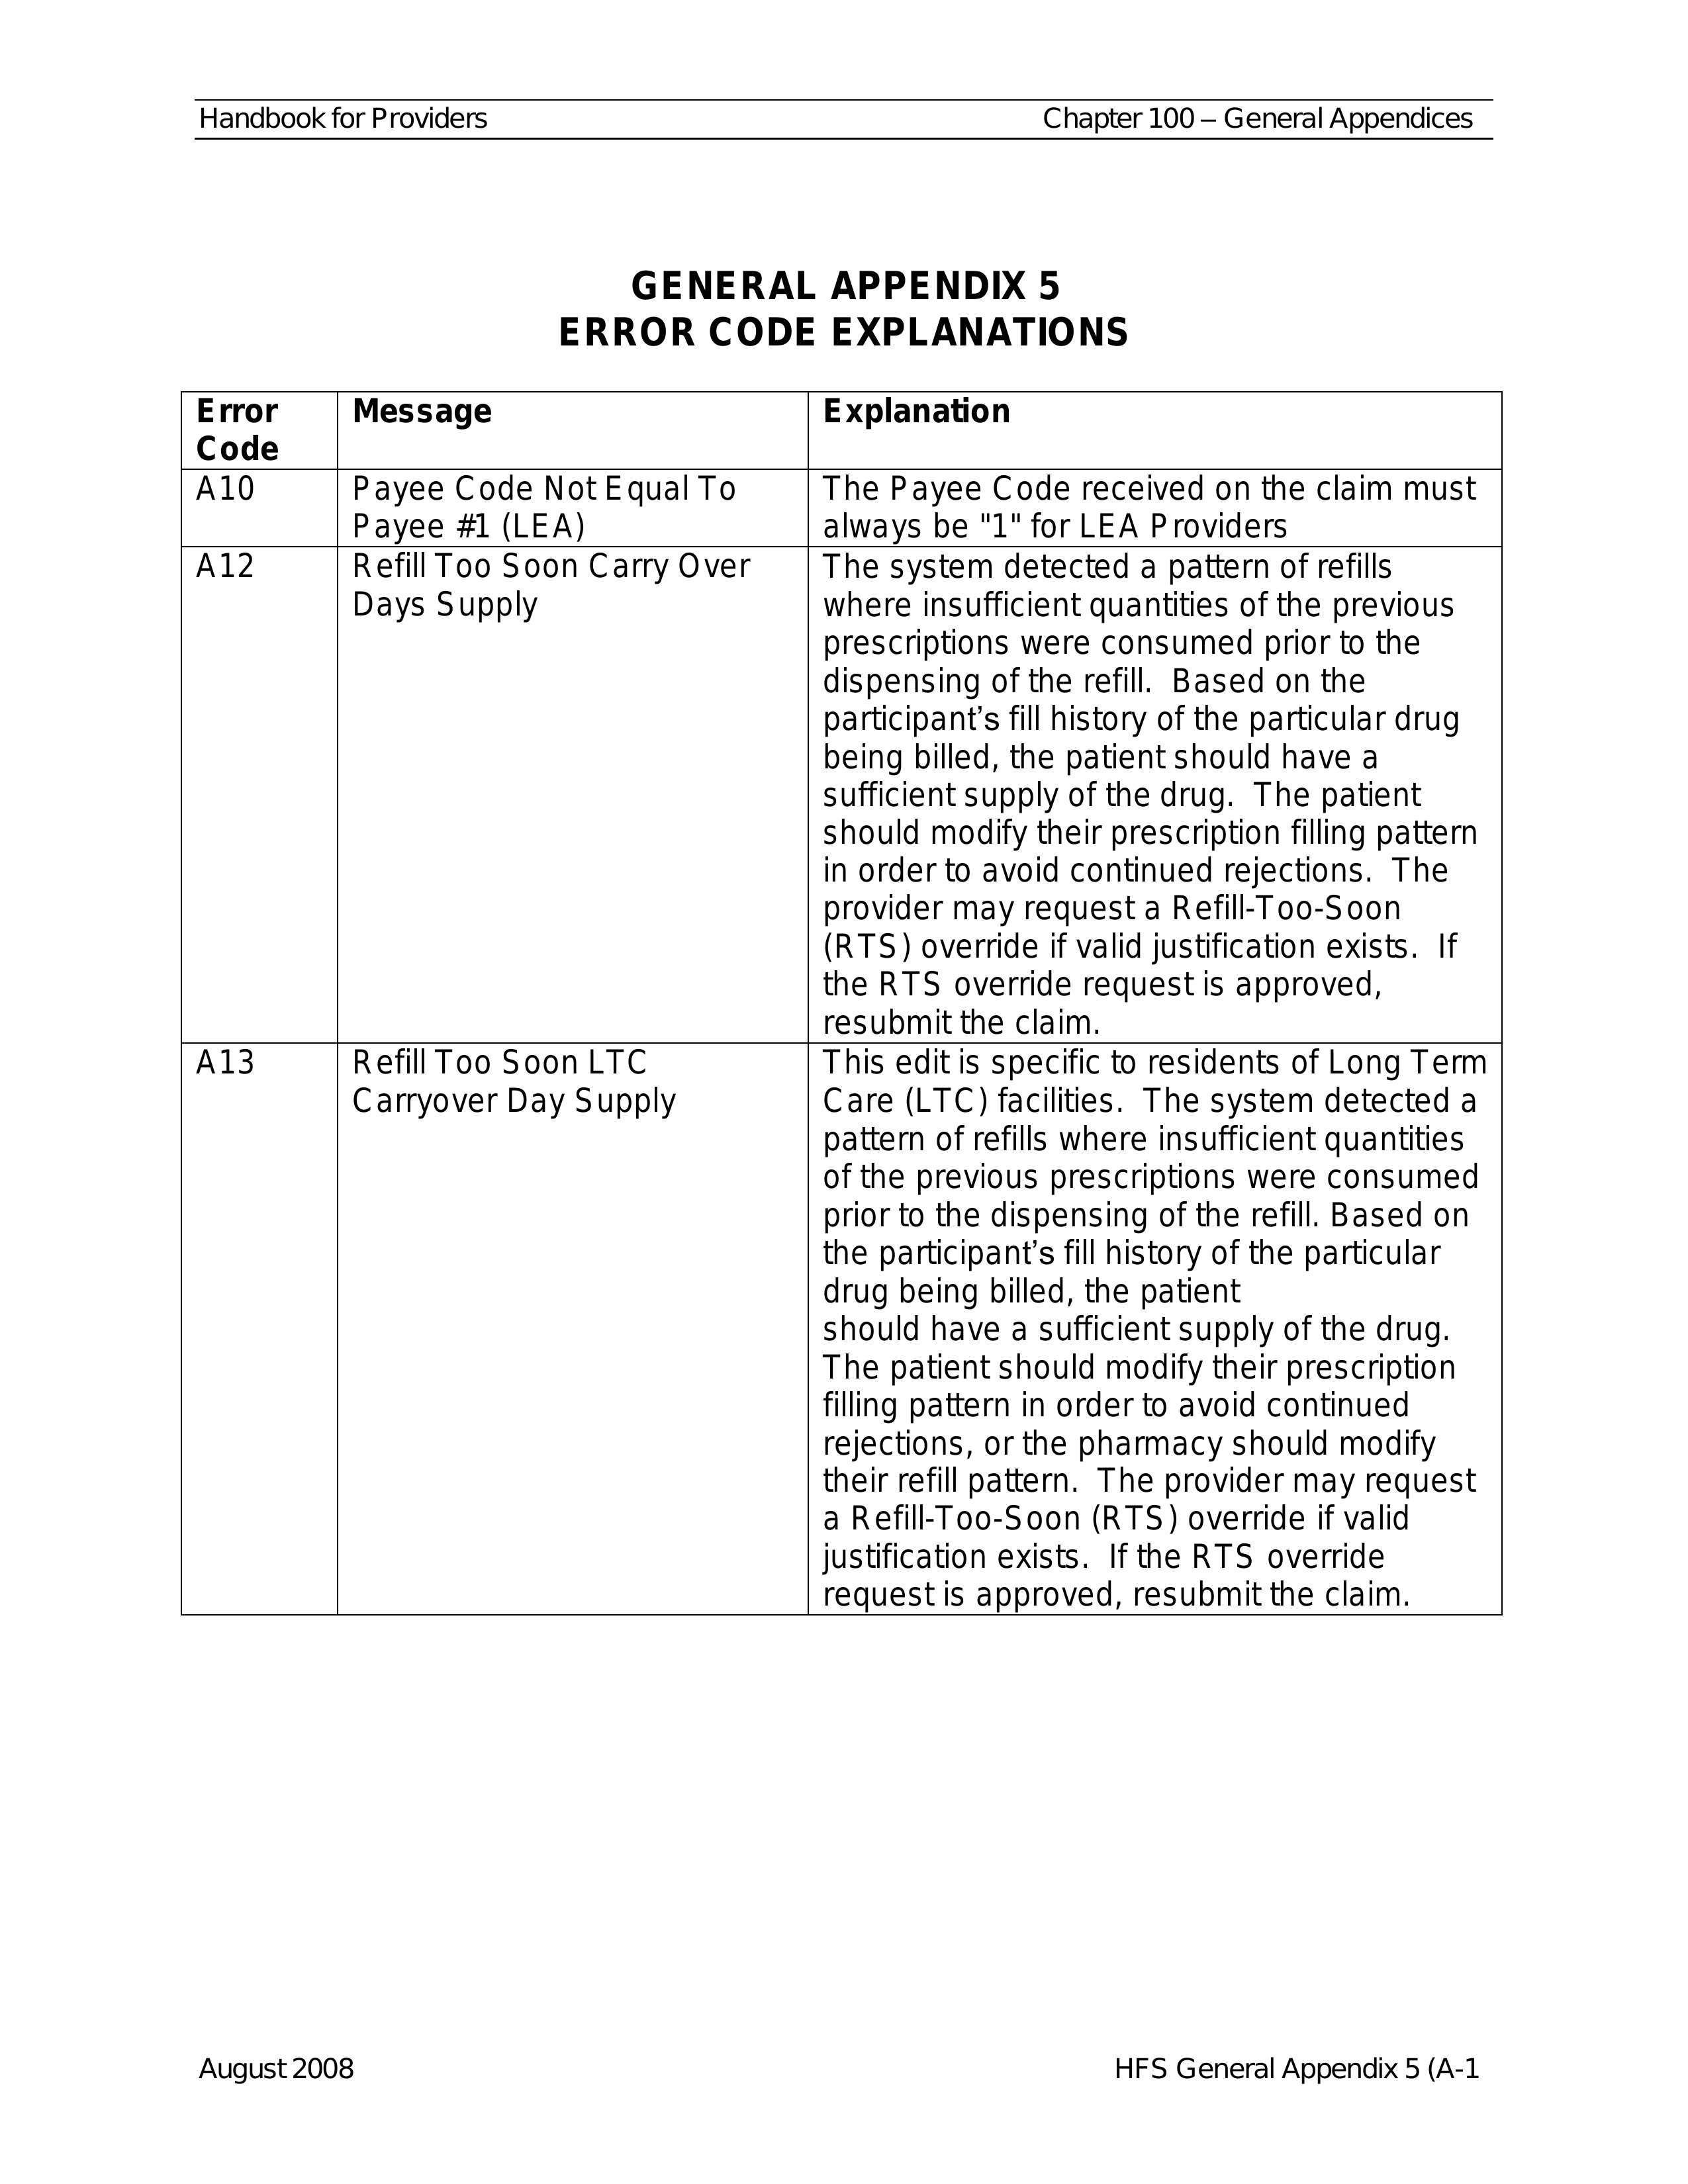 Handbook for Providers Chapter 100 – General Appendices
GENERAL APPENDIX 5
ERROR CODE EXPLANATIONS
Error Code Message Explanation
A10 Payee Code Not Equal To The Payee Code received on the claim must
Payee #1 (LEA) always be "1" for LEA Providers
A12 Refill Too Soon Carry Over The system detected a pattern of refills
Days Supply where insufficient quantities of the previous
prescriptions were consumed prior to the
dispensing of the refill.  Based on the
participant’s fill history of the particular drug
being billed, the patient should have a
sufficient supply of the drug.  The patient
should modify their prescription filling pattern
in order to avoid continued rejections.  The
provider may request a Refill-Too-Soon
(RTS) override if valid justification exists.  If
the RTS override request is approved,
resubmit the claim.
A13 Refill Too Soon LTC This edit is specific to residents of Long Term
Carryover Day Supply Care (LTC) facilities.  The system detected a
pattern of refills where insufficient quantities
of the previous prescriptions were consumed
prior to the dispensing of the refill. Based on
the participant’s fill history of the particular
drug being billed, the patient
should have a sufficient supply of the drug.
The patient should modify their prescription
filling pattern in order to avoid continued
rejections, or the pharmacy should modify
their refill pattern.  The provider may request
a Refill-Too-Soon (RTS) override if valid
justification exists.  If the RTS override
request is approved, resubmit the claim.
August 2008 HFS General Appendix 5 (A-1